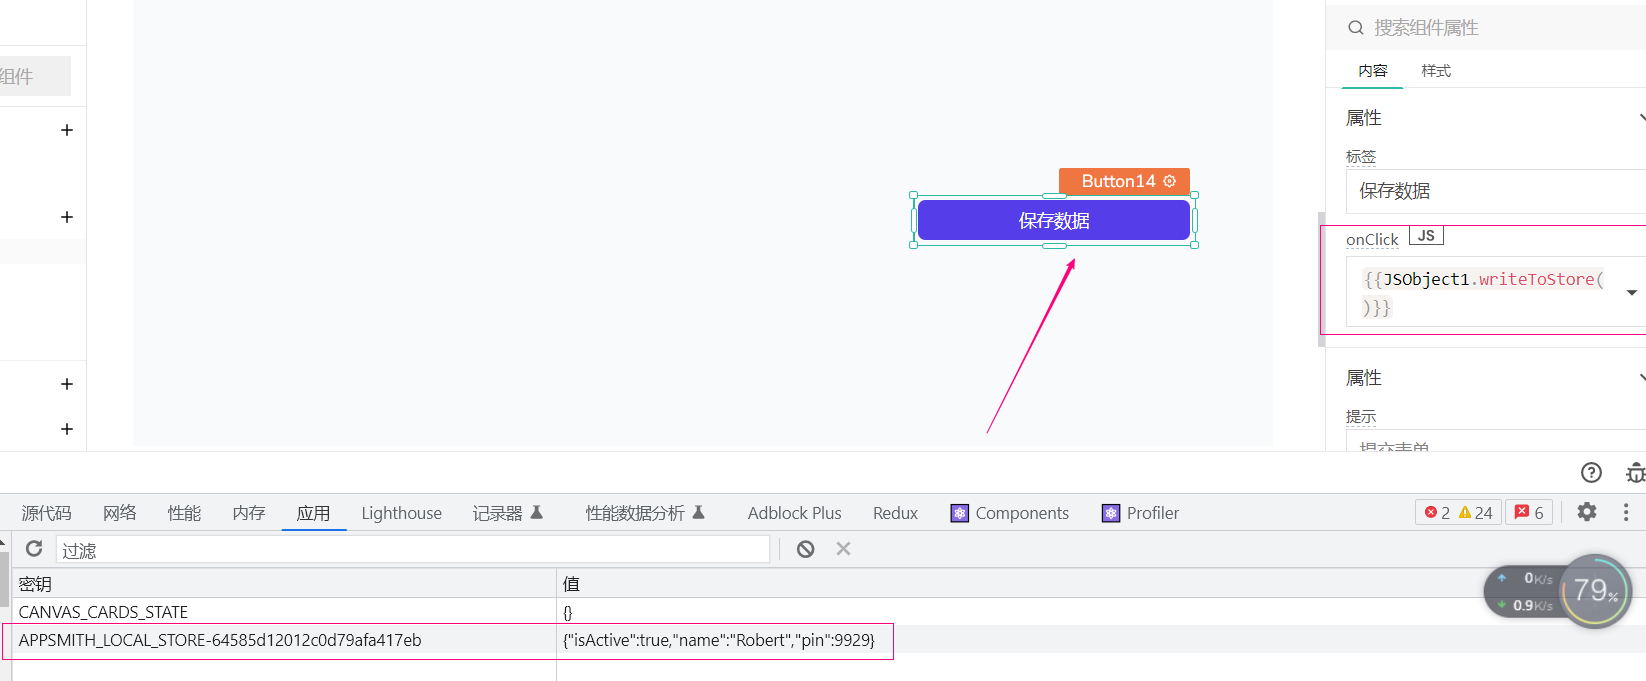 组件
Button14
保存数据
搜索组件属性
内容 样式
属性
标签
保存数据
onClick JS
{{JSObject1.writeToStore(
)}}
属性
提示
提交表单
源代码 网络 性能 内存 应用 Lighthouse 记录器 性能数据分析 Adblock Plus Redux Components Profiler 2 24 6
过滤
密钥 值
CANVAS_CARDS_STATE {}
APPSMITH_LOCAL_STORE-64585d12012c0d79afa417eb {"isActive":true,"name":"Robert","pin":9929}
0K/s
0.9K/s
79%